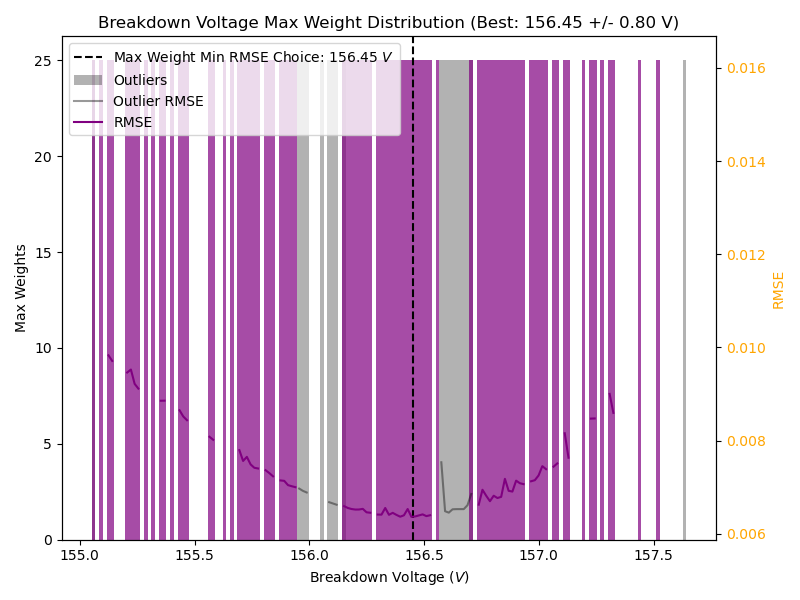 Breakdown Voltage Max Weight Distribution (Best: 156.45 +/- 0.80 V)
Max Weight Min RMSE Choice: 156.45 V
Outliers
Outlier RMSE
RMSE
Max Weights
25
20
15
10
5
0
0.016
0.014
0.012
0.010
0.008
0.006
RMSE
155.0 155.5 156.0 156.5 157.0 157.5
Breakdown Voltage (V)